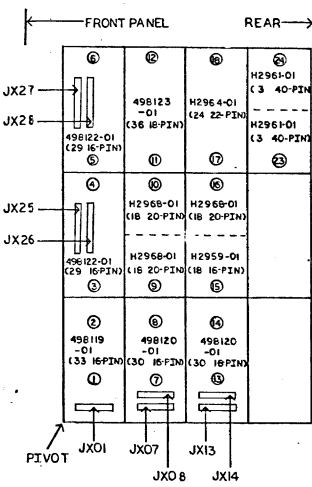 FRONT PANEL REAR
6 12 18 24
H2961-01
(3 40-PIN)
JX27
498123
-01
(36 18-PIN)
H2964-01
(24 22-PIN)
JX28
498122-01
(29 16-PIN)
H2961-01
(3 40-PIN)
5 11 17 23
4 10 16
H2968-01
(18 20-PIN)
H2968-01
(18 20-PIN)
JX25
JX26
498122-01
(29 16-PIN)
H2968-01
(18 20-PIN)
H2959-01
(18 16-PIN)
3 9 15
2 8 14
498119
-01
(33 16-PIN)
498120
-01
(30 16-PIN)
498120
-01
(30 16-PIN)
1 7 13
PIVOT
JX01 JX07 JX13
JX08 JX14